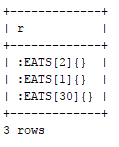 +--------------+
| r            |
+--------------+
| :EATS[2]{}   |
| :EATS[1]{}   |
| :EATS[30]{}  |
+--------------+
3 rows